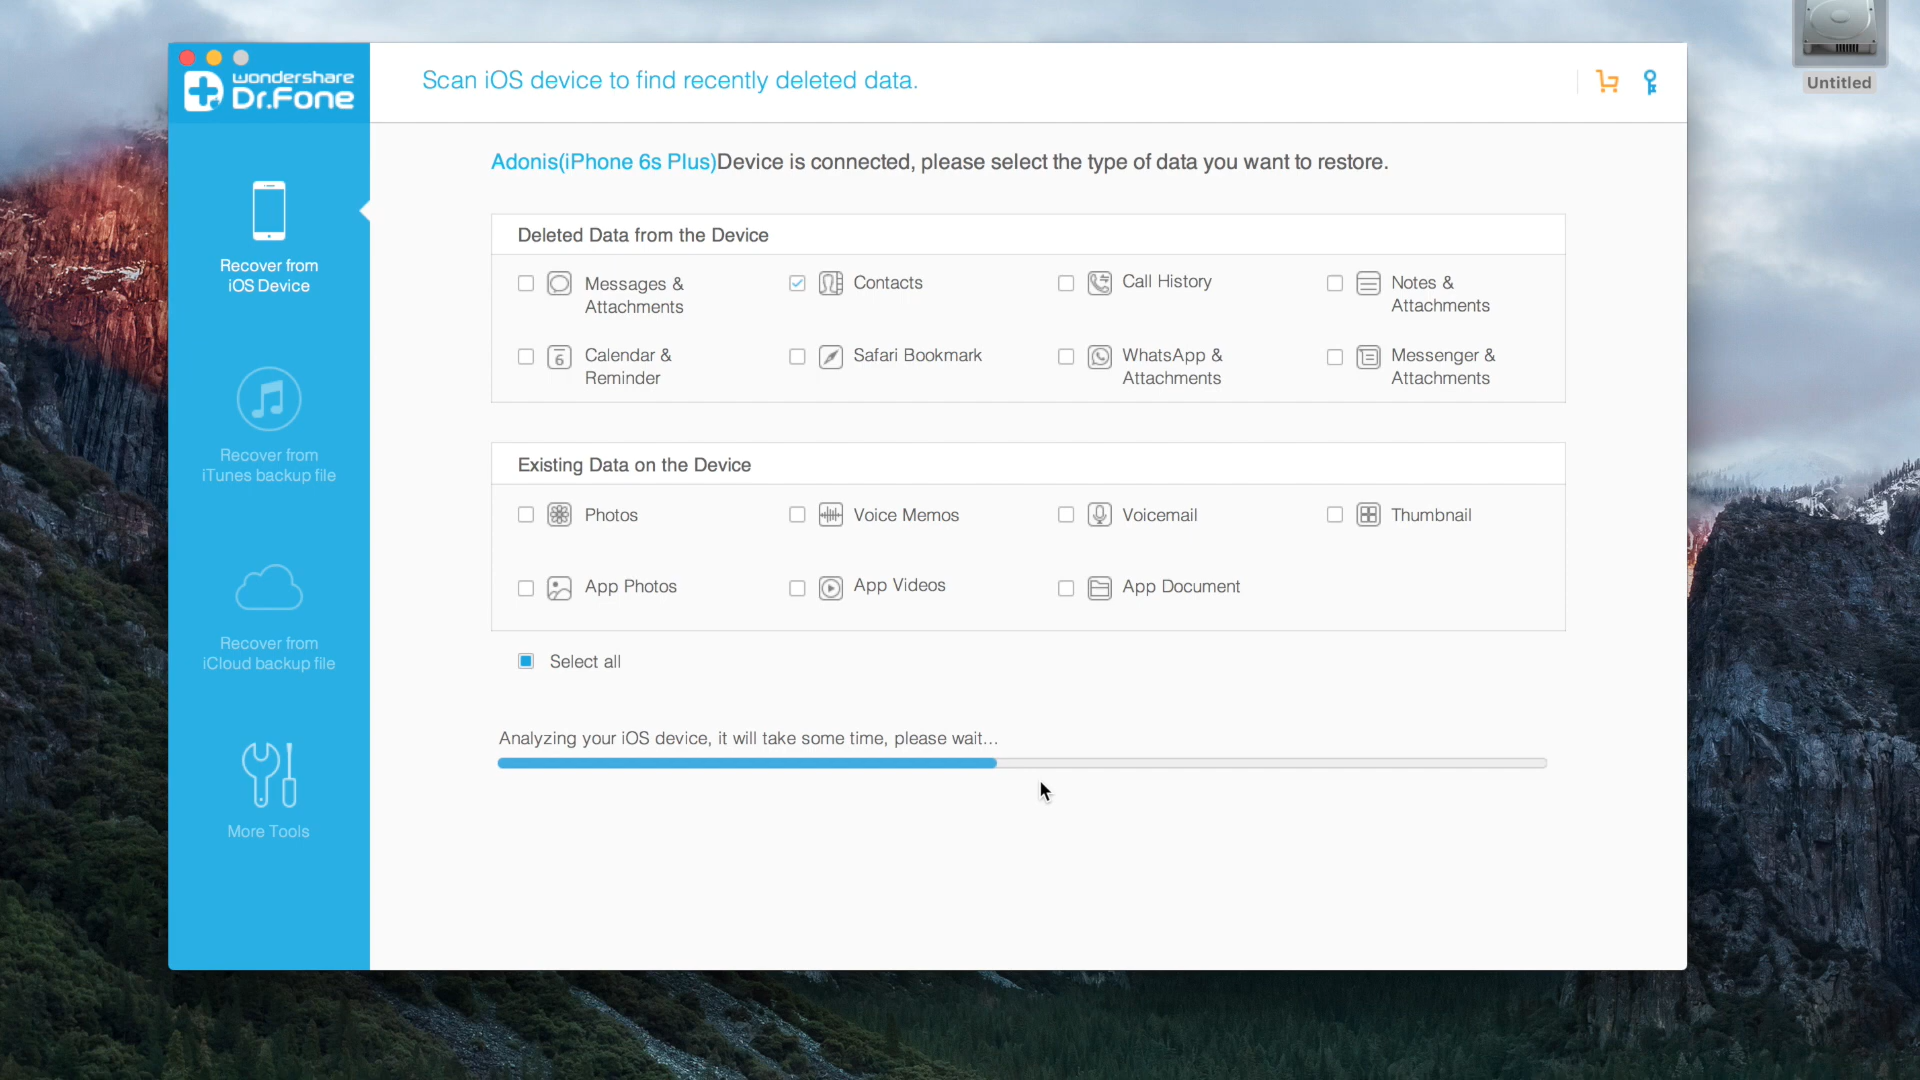 wondershare
Dr.Fone
Scan iOS device to find recently deleted data.
Untitled
Adonis(iPhone 6s Plus)Device is connected, please select the type of data you want to restore.
Recover from
iOS Device
Recover from
iTunes backup file
Recover from
iCloud backup file
More Tools
Deleted Data from the Device
Messages &
Attachments
Contacts
Call History
Notes &
Attachments
6
Calendar &
Reminder
Safari Bookmark
WhatsApp &
Attachments
Messenger &
Attachments
Existing Data on the Device
Photos
Voice Memos
Voicemail
Thumbnail
App Photos
App Videos
App Document
Select all
Analyzing your iOS device, it will take some time, please wait...